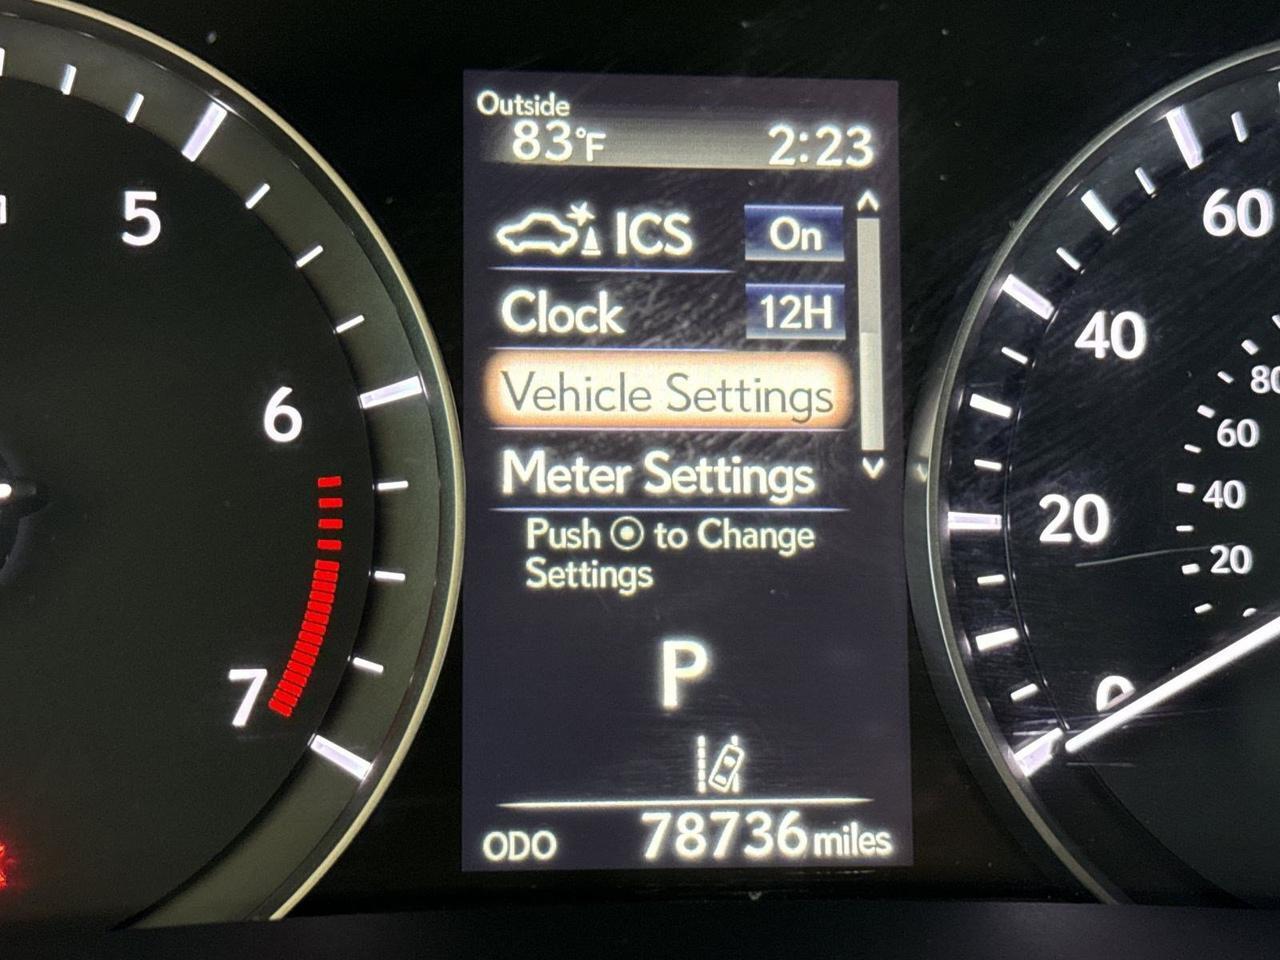 Outside
83°F 2:23
ICS On
Clock 12H
Vehicle Settings
Meter Settings
Push to Change
Settings
P
ODO 78736 miles
5
6
7
60
40
20
0
80
60
40
20